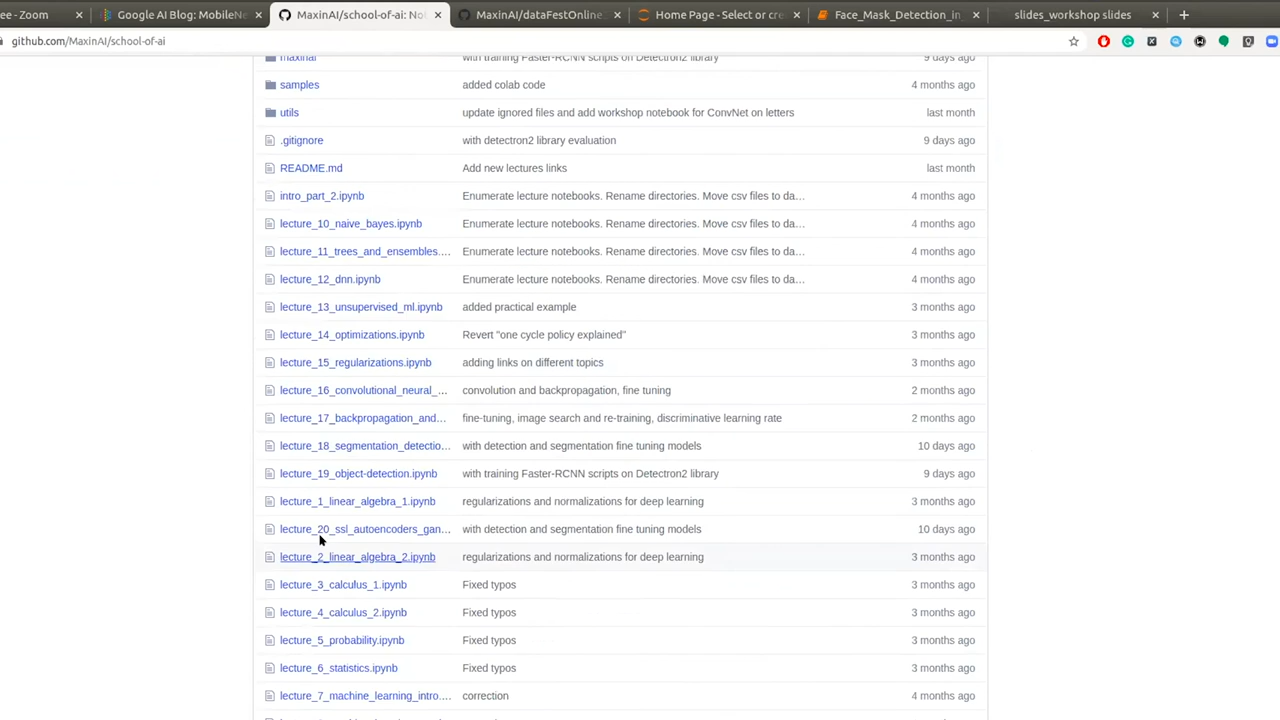 ee - Zoom × Google AI Blog: MobileNe × MaxinAI/school-of-ai: No × MaxinAI/dataFestOnline × Home Page - Select or cre × Face_Mask_Detection_in × slides_workshop slides × +
github.com/MaxinAI/school-of-ai
maxinai with training Faster-RCNN scripts on Detectron2 library 9 days ago
samples added colab code 4 months ago
utils update ignored files and add workshop notebook for ConvNet on letters last month
.gitignore with detectron2 library evaluation 9 days ago
README.md Add new lectures links last month
intro_part_2.ipynb Enumerate lecture notebooks. Rename directories. Move csv files to da… 4 months ago
lecture_10_naive_bayes.ipynb Enumerate lecture notebooks. Rename directories. Move csv files to da… 4 months ago
lecture_11_trees_and_ensembles.… Enumerate lecture notebooks. Rename directories. Move csv files to da… 4 months ago
lecture_12_dnn.ipynb Enumerate lecture notebooks. Rename directories. Move csv files to da… 4 months ago
lecture_13_unsupervised_ml.ipynb added practical example 3 months ago
lecture_14_optimizations.ipynb Revert "one cycle policy explained" 3 months ago
lecture_15_regularizations.ipynb adding links on different topics 3 months ago
lecture_16_convolutional_neural_… convolution and backpropagation, fine tuning 2 months ago
lecture_17_backpropagation_and… fine-tuning, image search and re-training, discriminative learning rate 2 months ago
lecture_18_segmentation_detectio… with detection and segmentation fine tuning models 10 days ago
lecture_19_object-detection.ipynb with training Faster-RCNN scripts on Detectron2 library 9 days ago
lecture_1_linear_algebra_1.ipynb regularizations and normalizations for deep learning 3 months ago
lecture_20_ssl_autoencoders_gan… with detection and segmentation fine tuning models 10 days ago
lecture_2_linear_algebra_2.ipynb regularizations and normalizations for deep learning 3 months ago
lecture_3_calculus_1.ipynb Fixed typos 3 months ago
lecture_4_calculus_2.ipynb Fixed typos 3 months ago
lecture_5_probability.ipynb Fixed typos 3 months ago
lecture_6_statistics.ipynb Fixed typos 3 months ago
lecture_7_machine_learning_intro.… correction 4 months ago